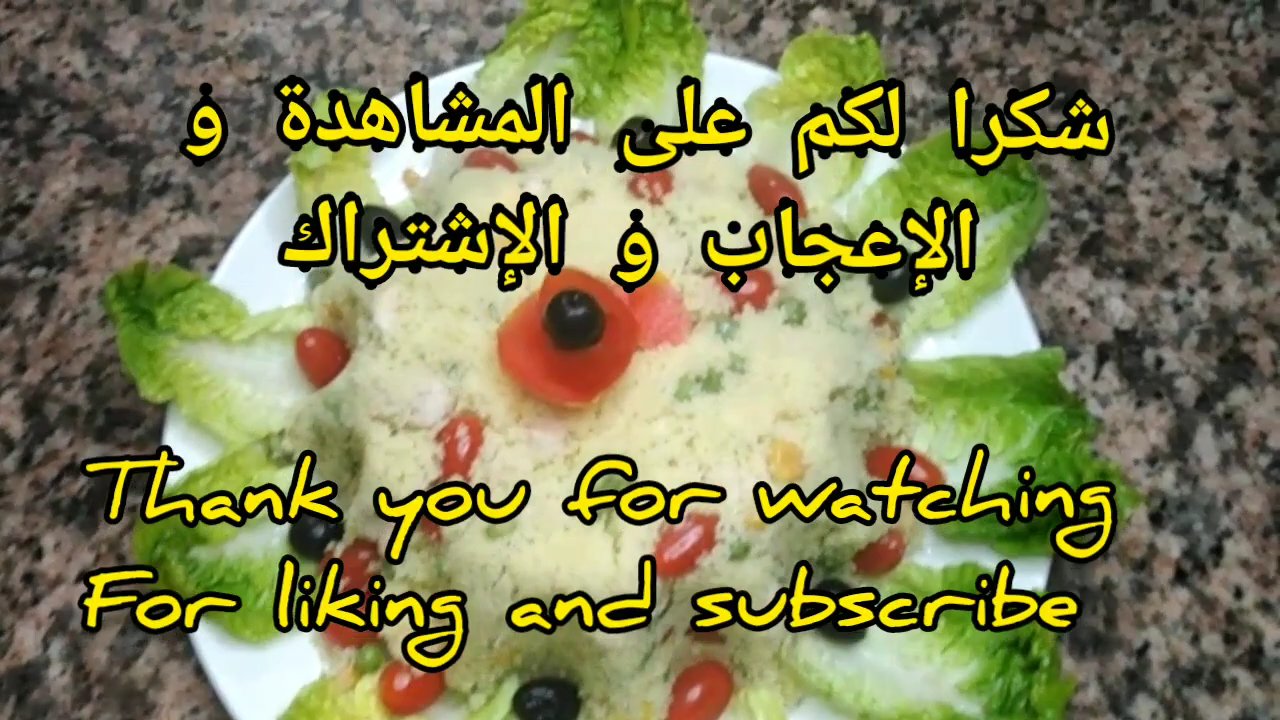 شكرا لكم على المشاهدة و
الإعجاب و الإشتراك
Thank you for watching
For liking and subscribe